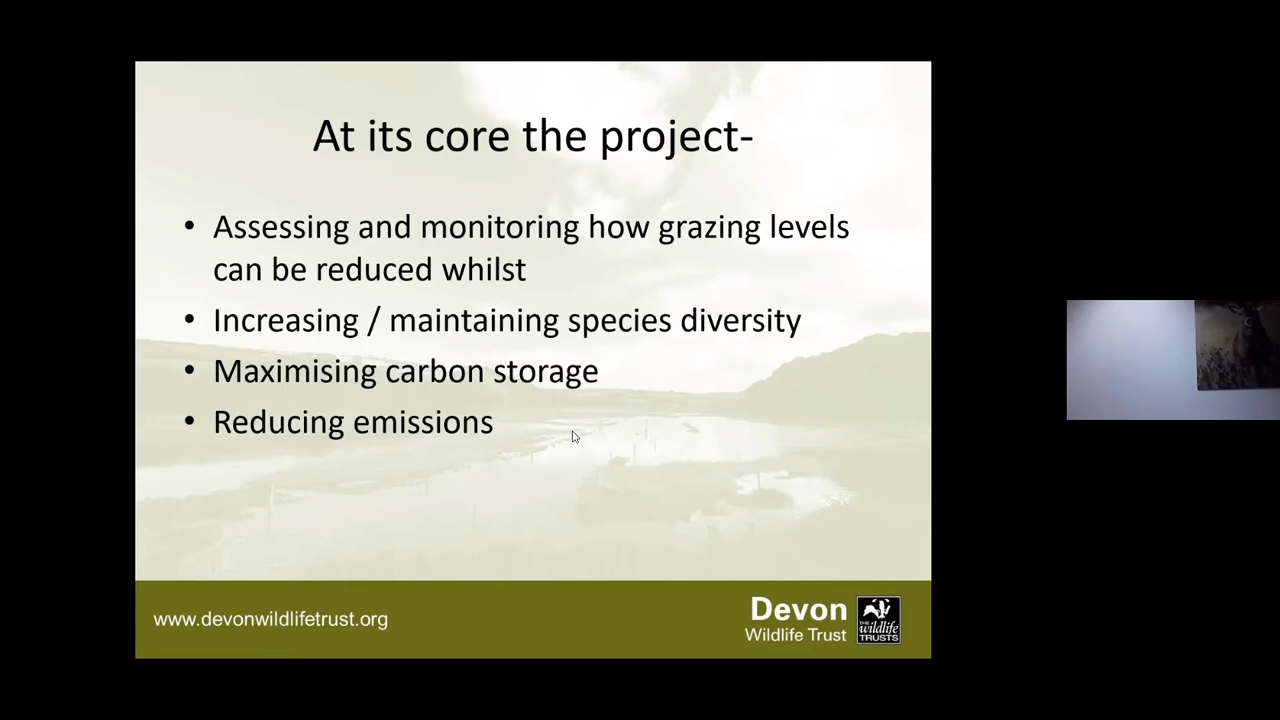 At its core the project-
• Assessing and monitoring how grazing levels
can be reduced whilst
• Increasing / maintaining species diversity
• Maximising carbon storage
• Reducing emissions
www.devonwildlifetrust.org
Devon
Wildlife Trust
THE
wildlife
TRUSTS